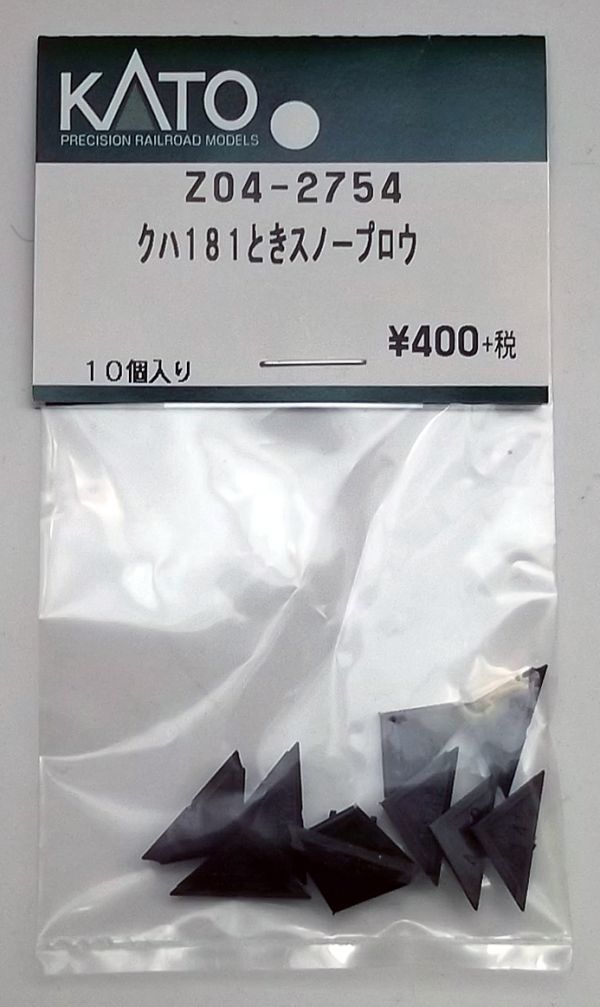 KATO
PRECISION RAILROAD MODELS
Z04-2754
クハ181ときスノープロウ
¥400+税
10個入り